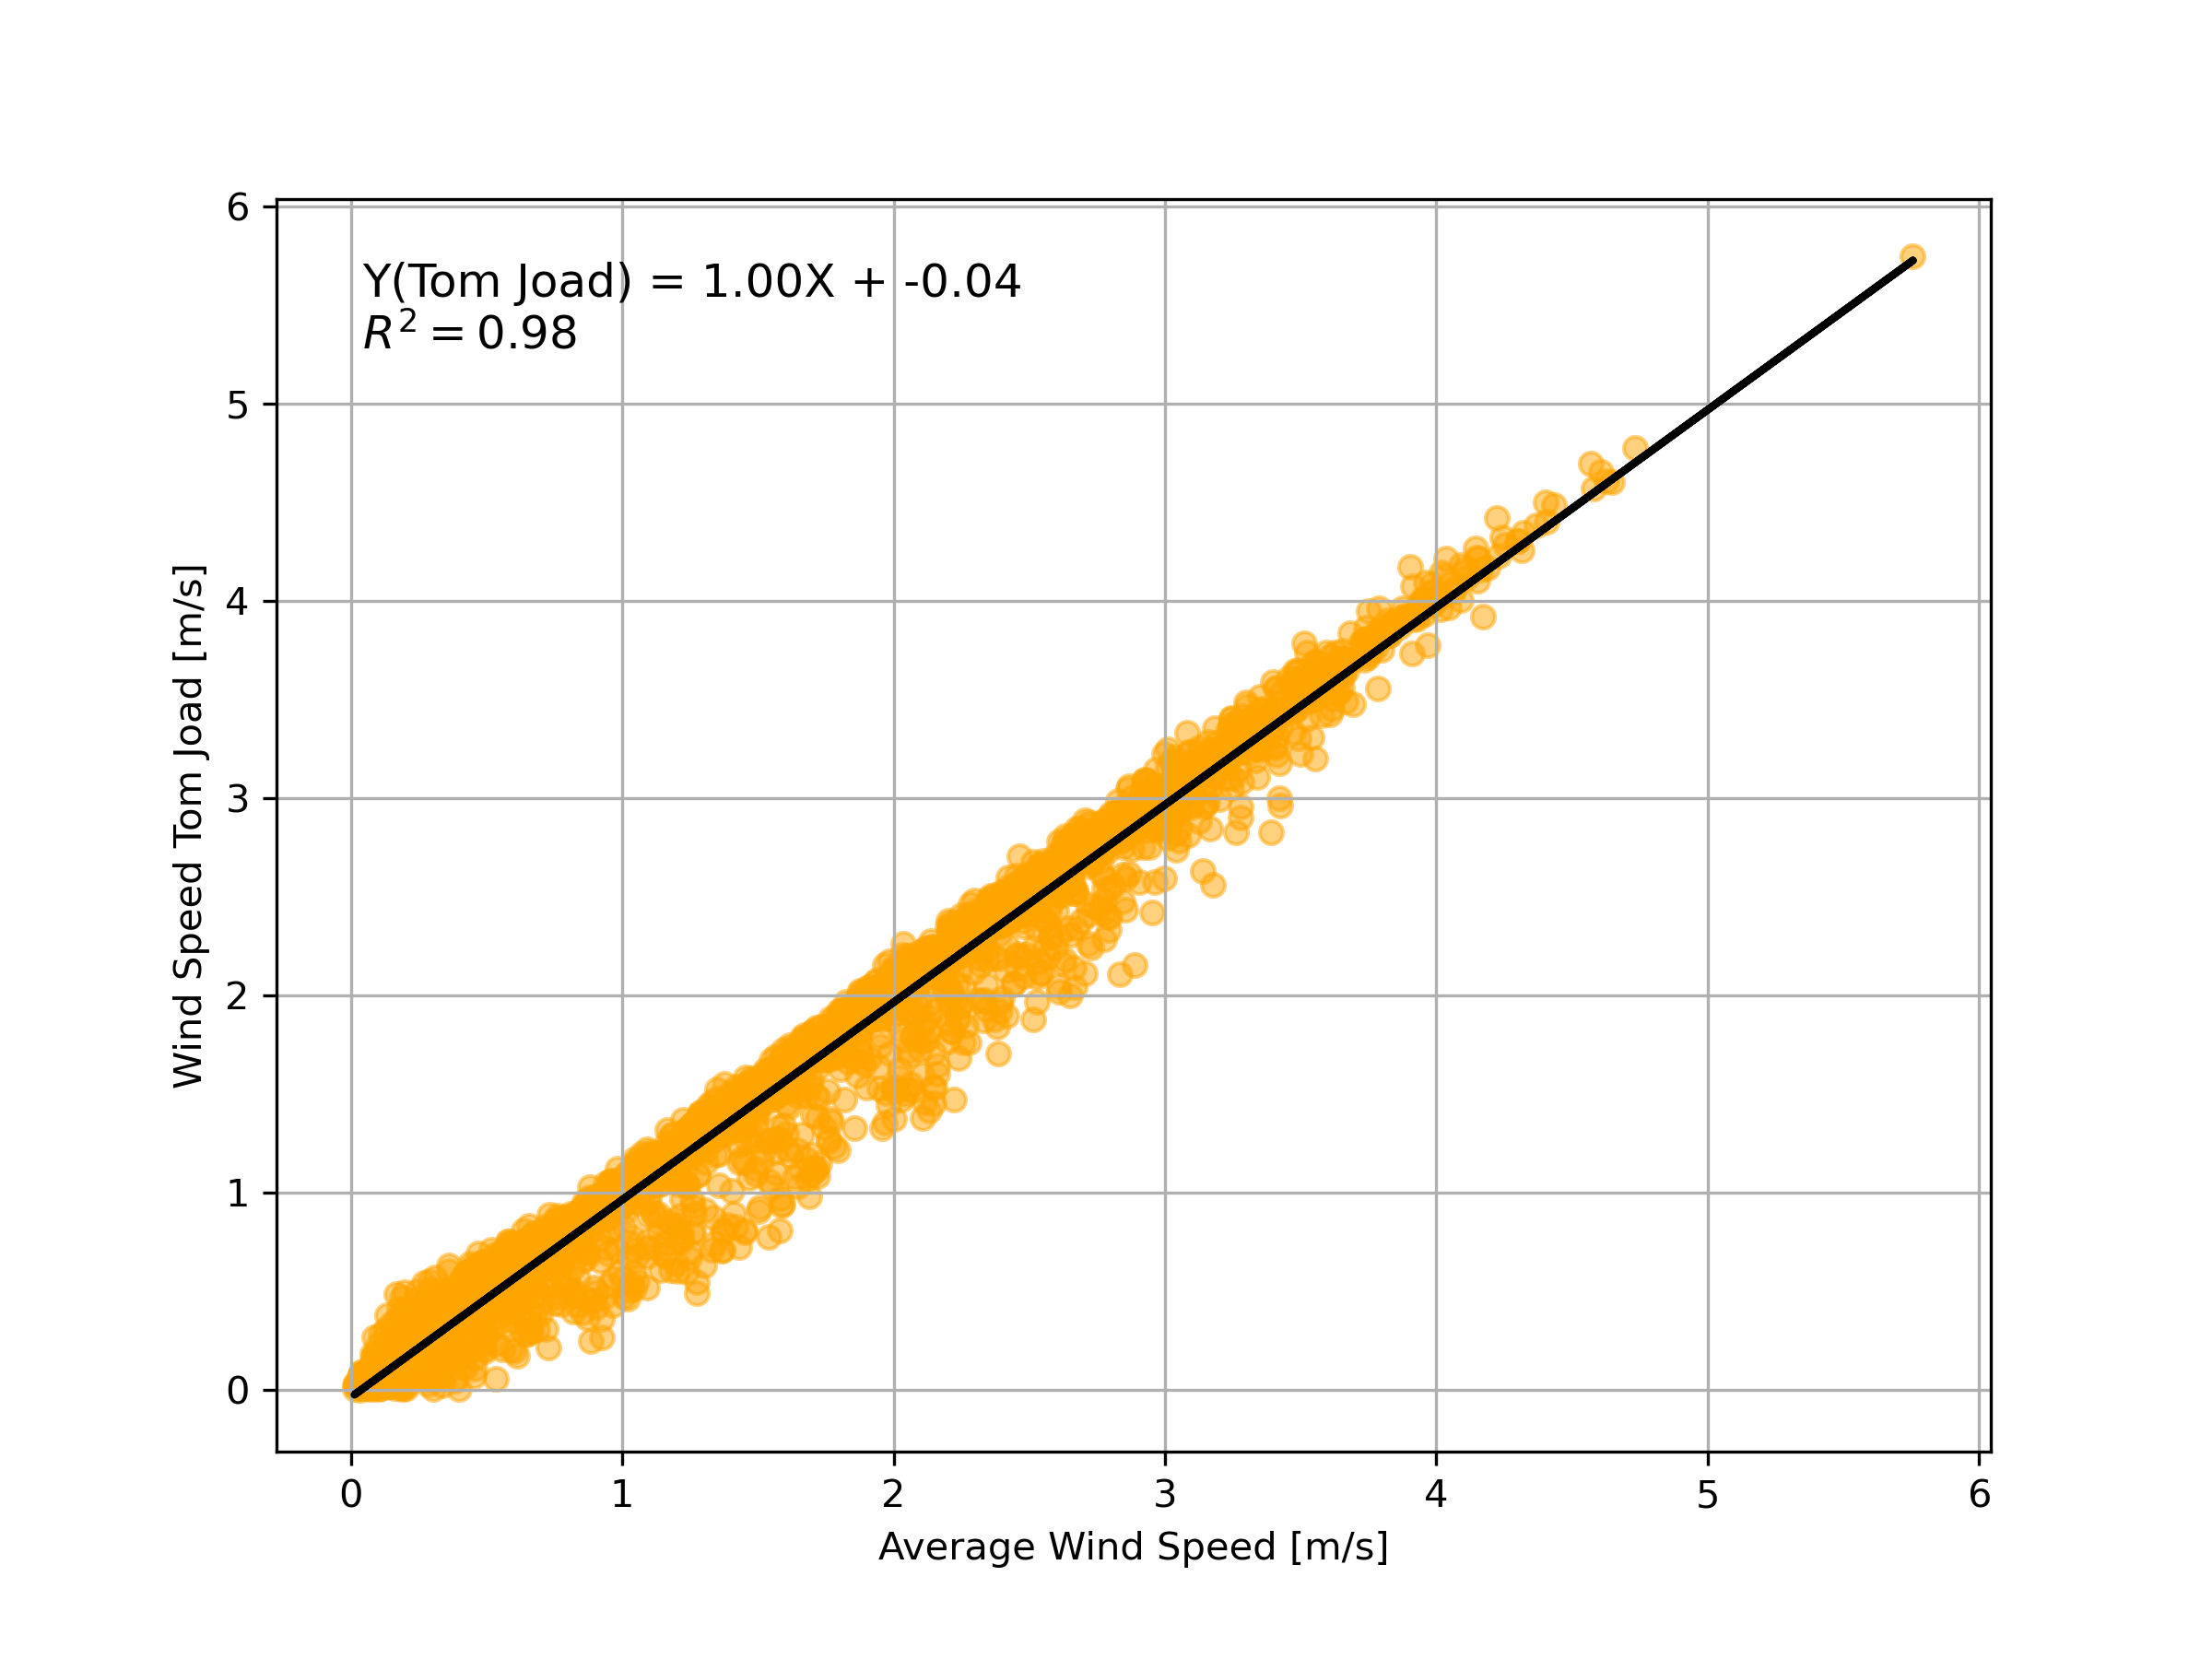 Y(Tom Joad) = 1.00X + -0.04
R² = 0.98
Wind Speed Tom Joad [m/s]
6
5
4
3
2
1
0
0 1 2 3 4 5 6
Average Wind Speed [m/s]